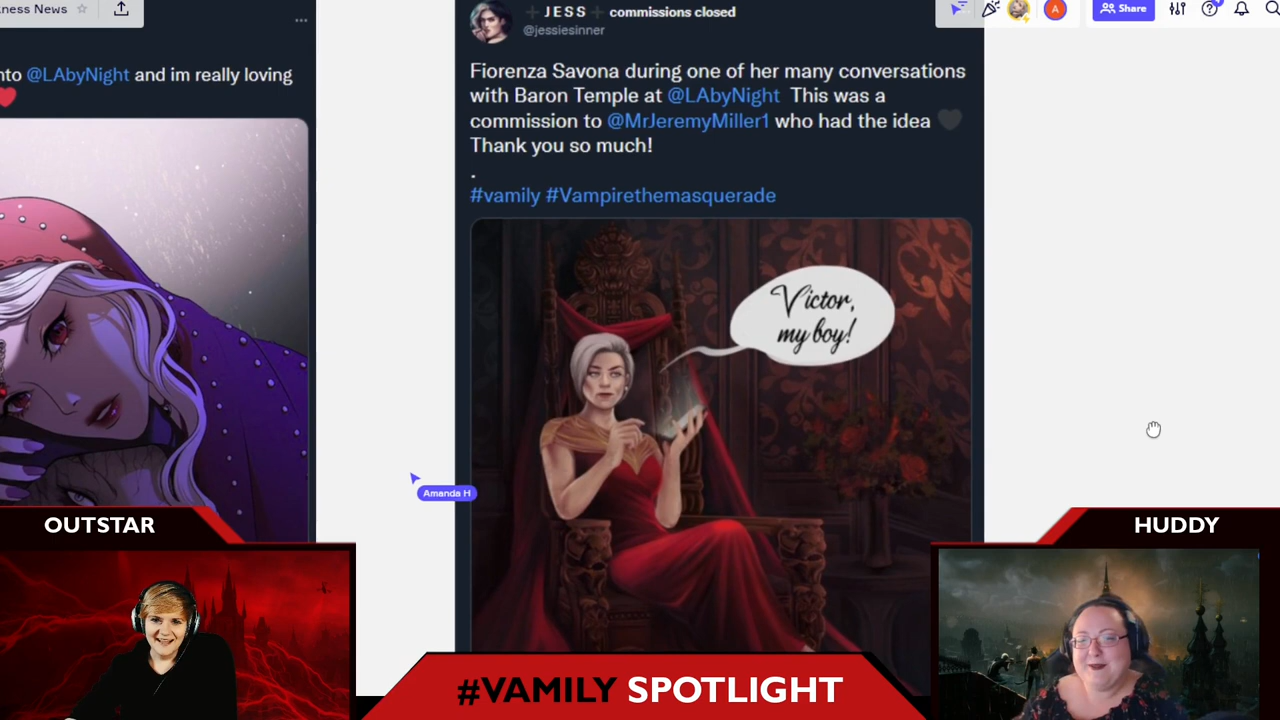 kness News
nto @LAbyNight and im really loving
JESS commissions closed
@jessiesinner
Fiorenza Savona during one of her many conversations
with Baron Temple at @LAbyNight This was a
commission to @MrJeremyMiller1 who had the idea
Thank you so much!
.
#vamily #Vampirethemasquerade
Victor,
my boy!
A
Share
Amanda H
OUTSTAR
HUDDY
#VAMILY SPOTLIGHT